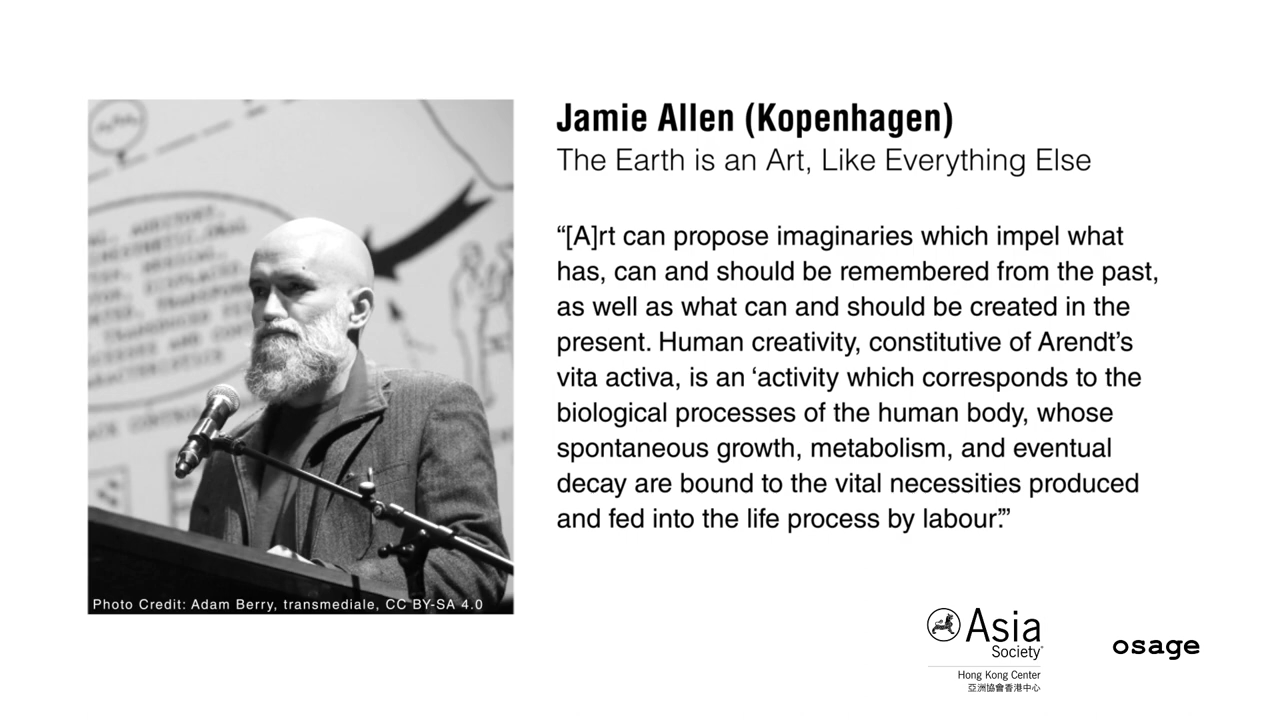 Jamie Allen (Kopenhagen)
The Earth is an Art, Like Everything Else
“[A]rt can propose imaginaries which impel what
has, can and should be remembered from the past,
as well as what can and should be created in the
present. Human creativity, constitutive of Arendt’s
vita activa, is an ‘activity which corresponds to the
biological processes of the human body, whose
spontaneous growth, metabolism, and eventual
decay are bound to the vital necessities produced
and fed into the life process by labour.’”
Photo Credit: Adam Berry, transmediale, CC BY-SA 4.0
Asia
Society
Hong Kong Center
亞洲協會香港中心
osage